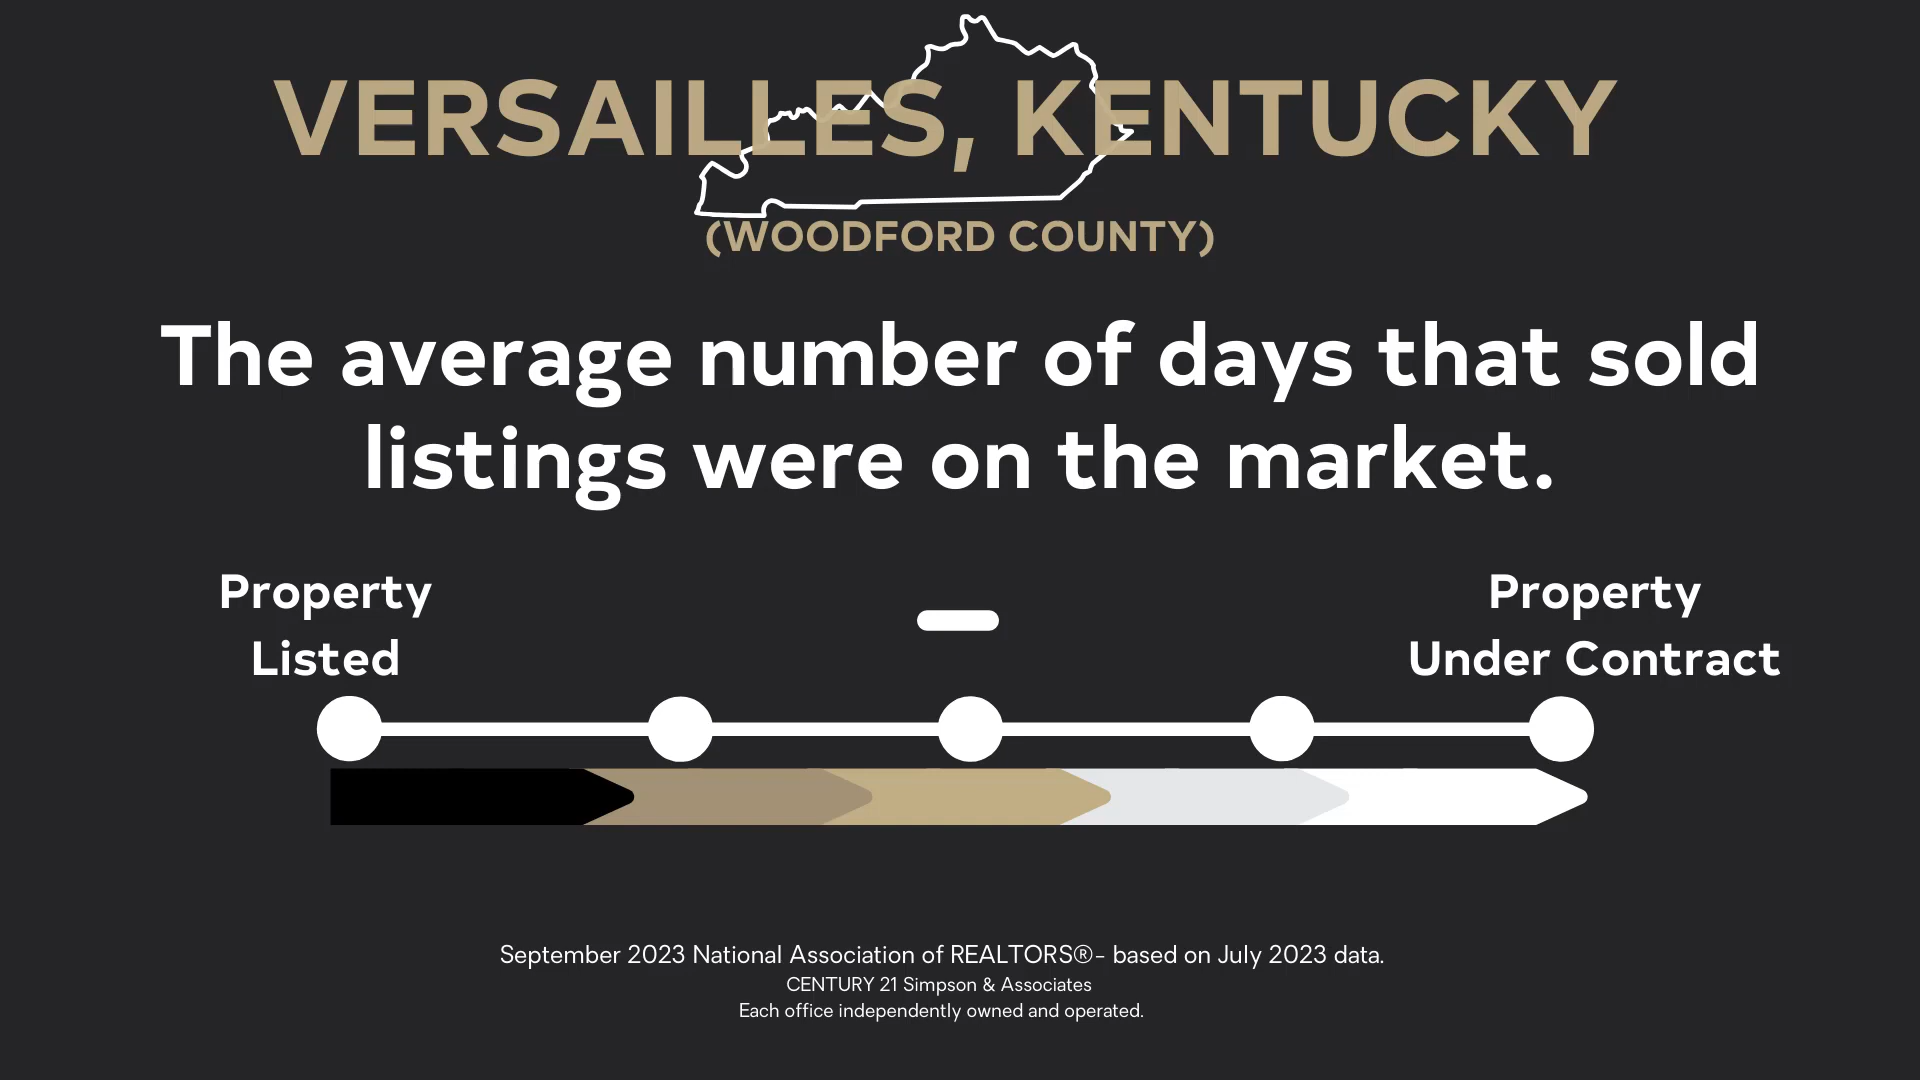 VERSAILLES, KENTUCKY
(WOODFORD COUNTY)
The average number of days that sold
listings were on the market.
Property
Listed
Property
Under Contract
September 2023 National Association of REALTORS®- based on July 2023 data.
CENTURY 21 Simpson & Associates
Each office independently owned and operated.